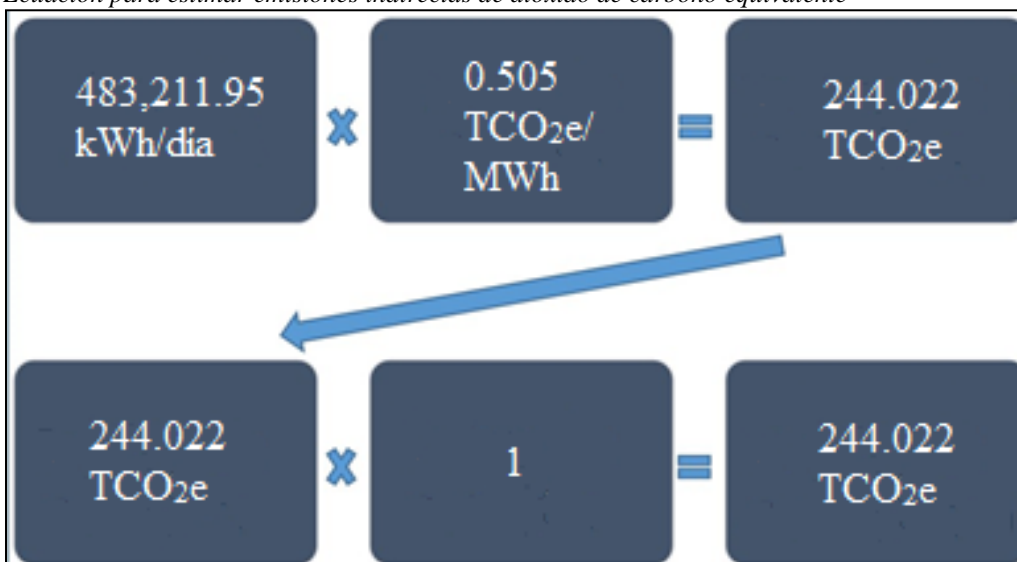 Ecuación para estimar emisiones indirectas de dióxido de carbono equivalente
483,211.95
kWh/día
×
0.505
TCO₂e/
MWh
=
244.022
TCO₂e
244.022
TCO₂e
×
1
=
244.022
TCO₂e